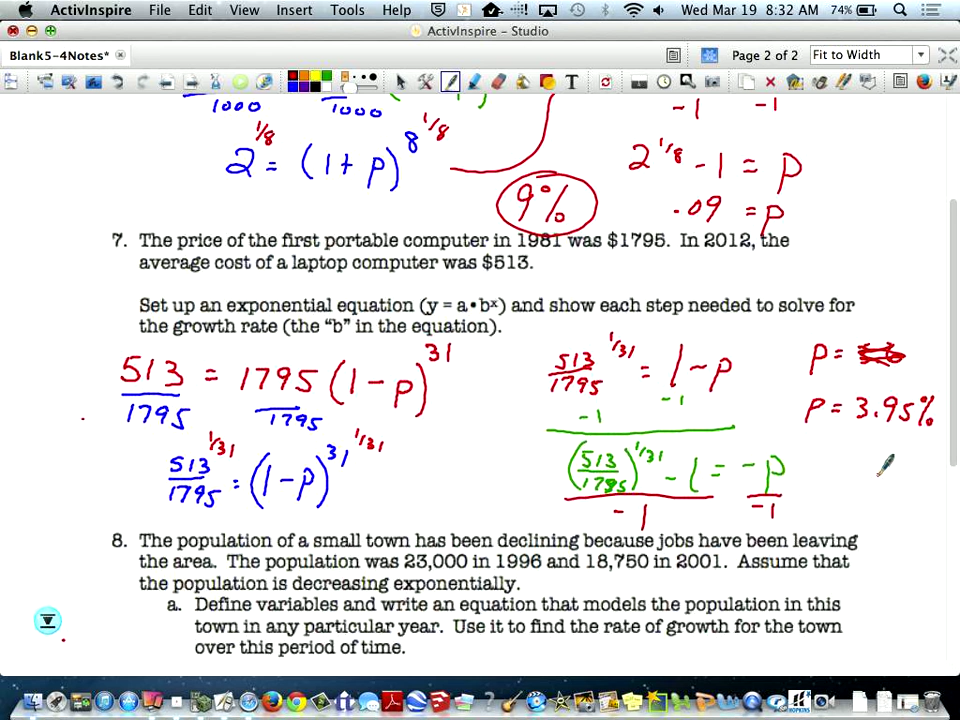 ActivInspire File Edit View Insert Tools Help Wed Mar 19 8:32 AM 74%
ActivInspire – Studio
Blank5-4Notes* Page 2 of 2 Fit to Width
1000 1000 -1 -1
2^1/8 = (1 + p)^8 ^1/8
2^1/8 - 1 = p
9%
.09 = p
7. The price of the first portable computer in 1981 was $1795. In 2012, the
average cost of a laptop computer was $513.
Set up an exponential equation (y = a • b^x) and show each step needed to solve for
the growth rate (the “b” in the equation).
513 = 1795 (1 - p)^31
1795 1795
513/1795^1/31 = (1 - p)^31 ^1/31
513/1795^1/31 = 1 - p
-1 -1
(513/1795)^1/31 - 1 = -p
-1 -1
p =
p = 3.95%
8. The population of a small town has been declining because jobs have been leaving
the area. The population was 23,000 in 1996 and 18,750 in 2001. Assume that
the population is decreasing exponentially.
a. Define variables and write an equation that models the population in this
town in any particular year. Use it to find the rate of growth for the town
over this period of time.